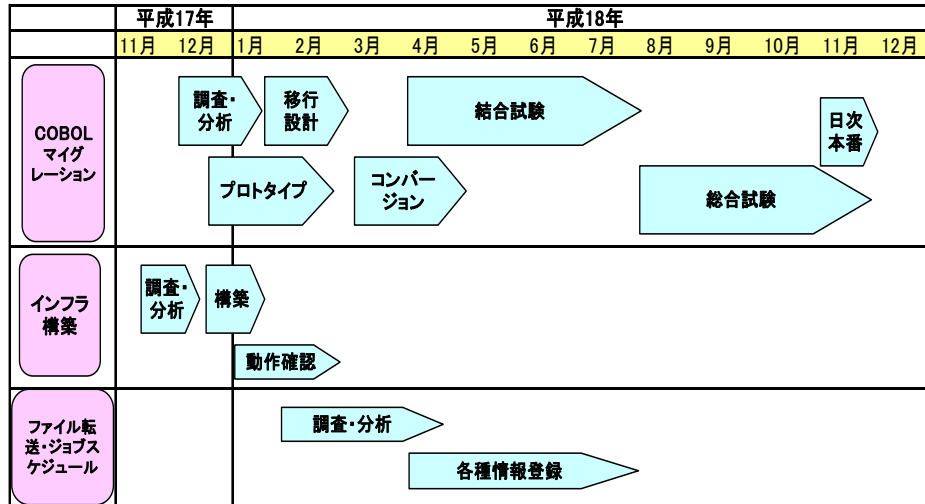 平成17年
平成18年
11月 12月 1月 2月 3月 4月 5月 6月 7月 8月 9月 10月 11月 12月
COBOL
マイグ
レーション
調査・
分析
移行
設計
結合試験
日次
本番
プロトタイプ
コンバー
ジョン
総合試験
インフラ
構築
調査・
分析
構築
動作確認
ファイル転
送・ジョブス
ケジュール
調査・分析
各種情報登録